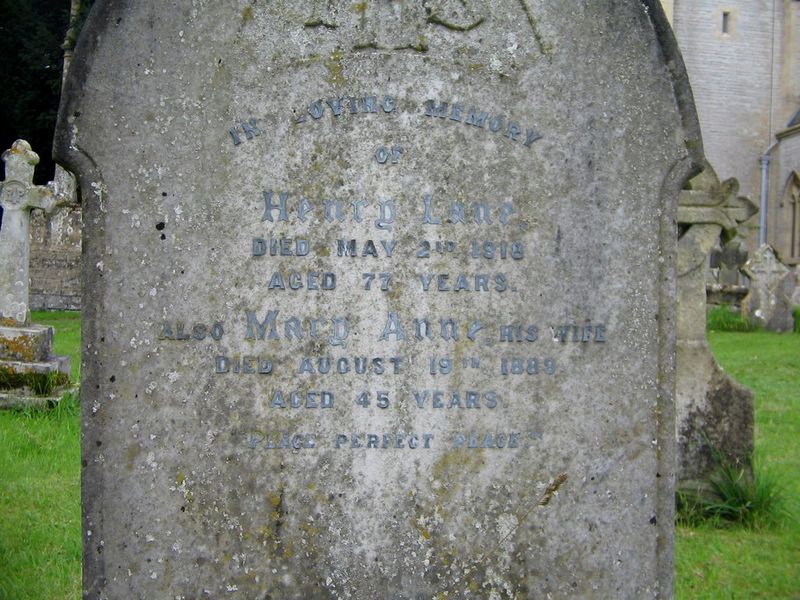 IHS
IN LOVING MEMORY
OF
Henry Lane,
DIED MAY 2ND 1918
AGED 77 YEARS.
ALSO Mary Anne, HIS WIFE
DIED AUGUST 19TH 1889
AGED 45 YEARS.
"PEACE PERFECT PEACE."